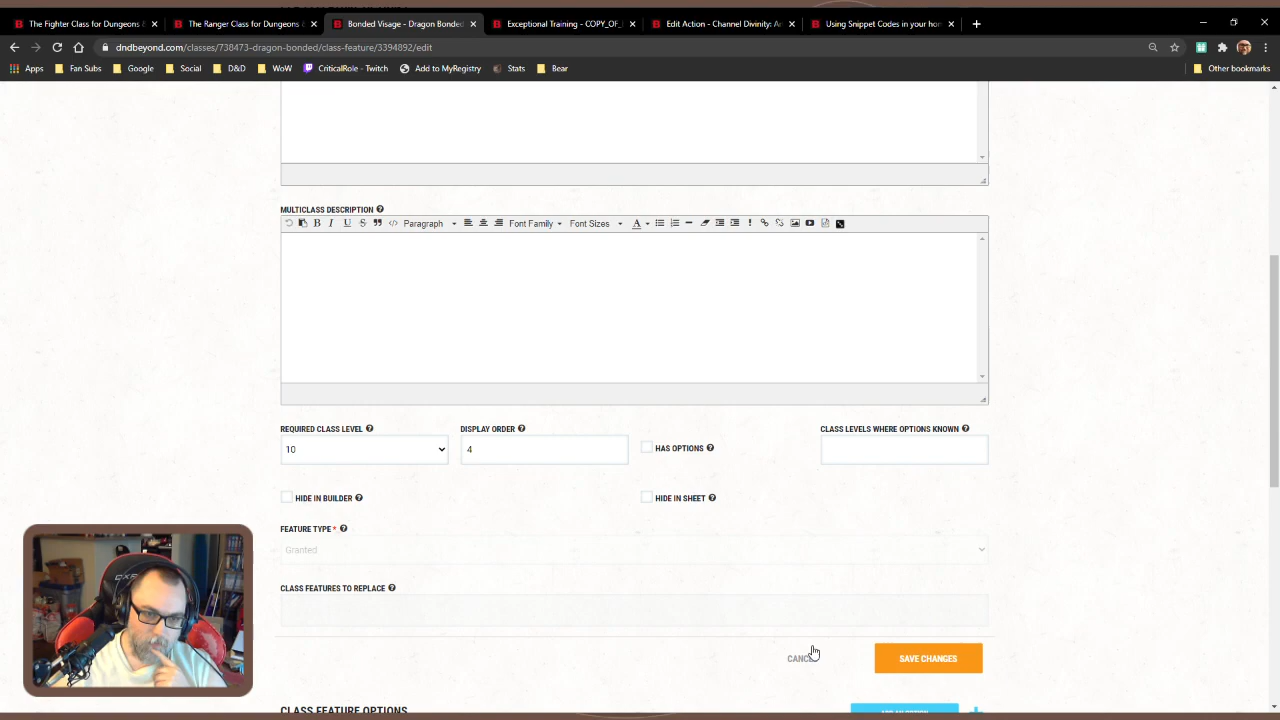 The Fighter Class for Dungeons &
The Ranger Class for Dungeons &
Bonded Visage - Dragon Bonded
Exceptional Training - COPY_OF_
Edit Action - Channel Divinity: A
Using Snippet Codes in your hom
dndbeyond.com/classes/738473-dragon-bonded/class-feature/3394892/edit
Apps
Fan Subs
Google
Social
D&D
WoW
CriticalRole - Twitch
Add to MyRegistry
Stats
Bear
Other bookmarks
MULTICLASS DESCRIPTION
B I U S Paragraph Font Family Font Sizes A
REQUIRED CLASS LEVEL
DISPLAY ORDER
HAS OPTIONS
CLASS LEVELS WHERE OPTIONS KNOWN
10
4
HIDE IN BUILDER
HIDE IN SHEET
FEATURE TYPE *
Granted
CLASS FEATURES TO REPLACE
SAVE CHANGES
CLASS FEATURE OPTIONS